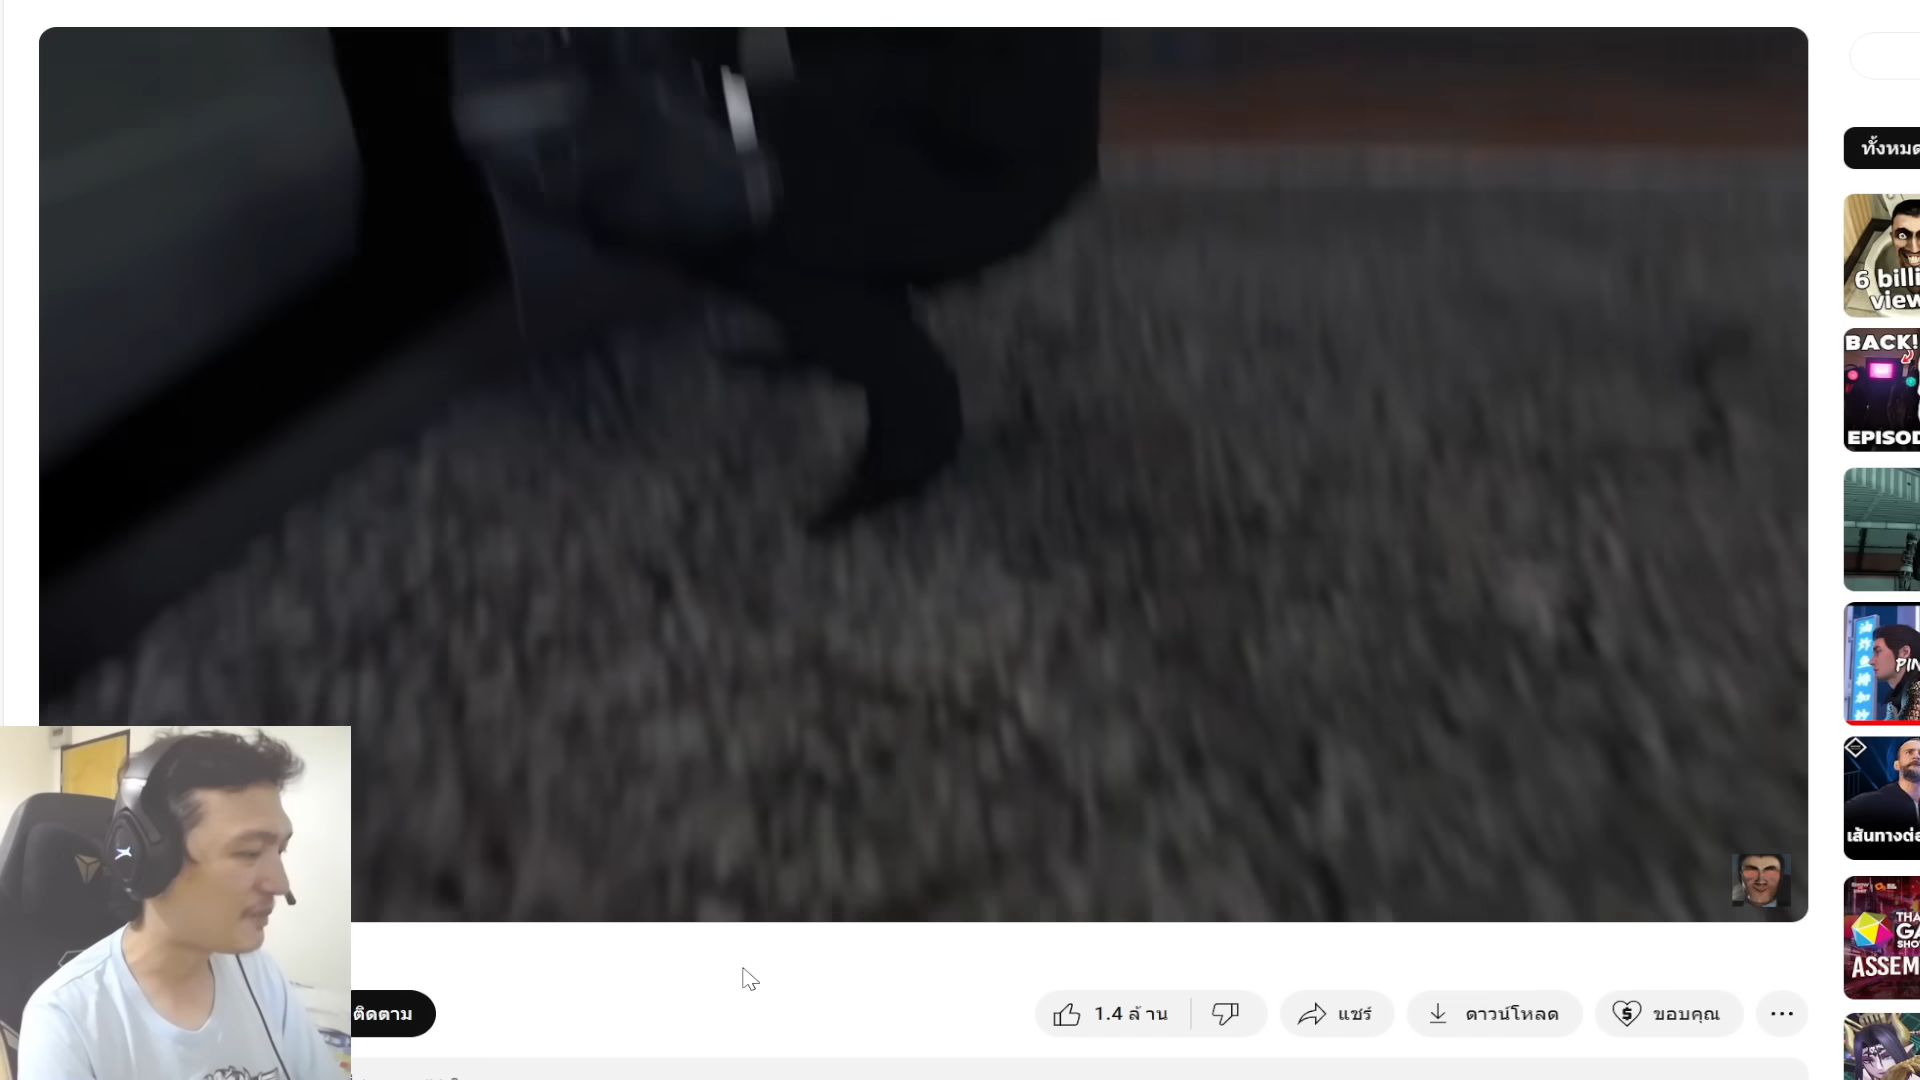 ทั้งหมด
BACK!
ติดตาม
1.4 ล้าน
แชร์
ดาวน์โหลด
ขอบคุณ
6 billi
view
EPISOD
PIN
เส้นทางต่อ
THA
GA
SHO
ASSEM